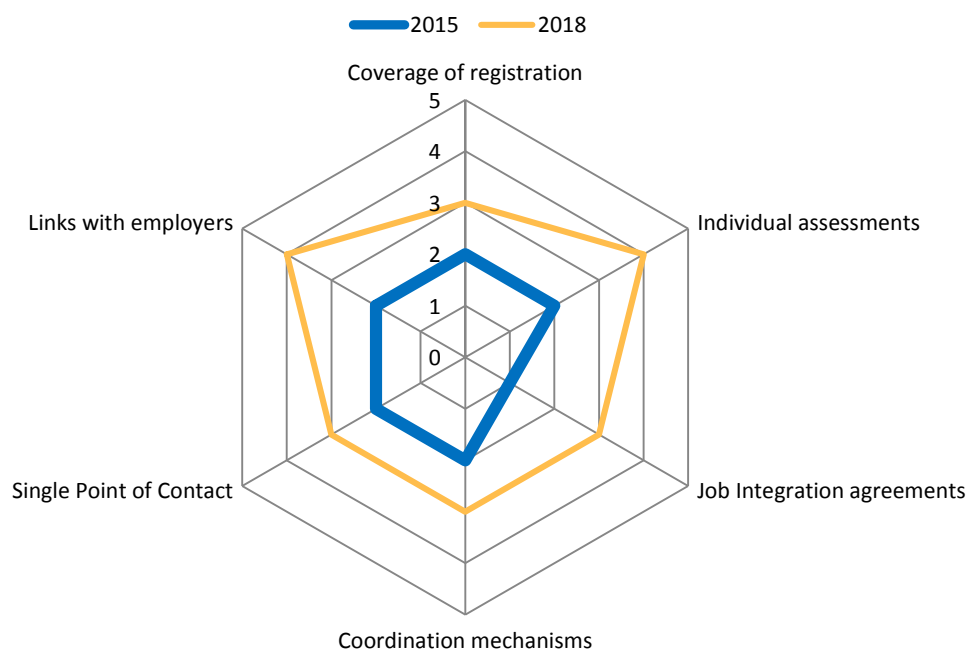 2015 2018
Coverage of registration
5
4
3
2
1
0
Links with employers
Individual assessments
Single Point of Contact
Job Integration agreements
Coordination mechanisms